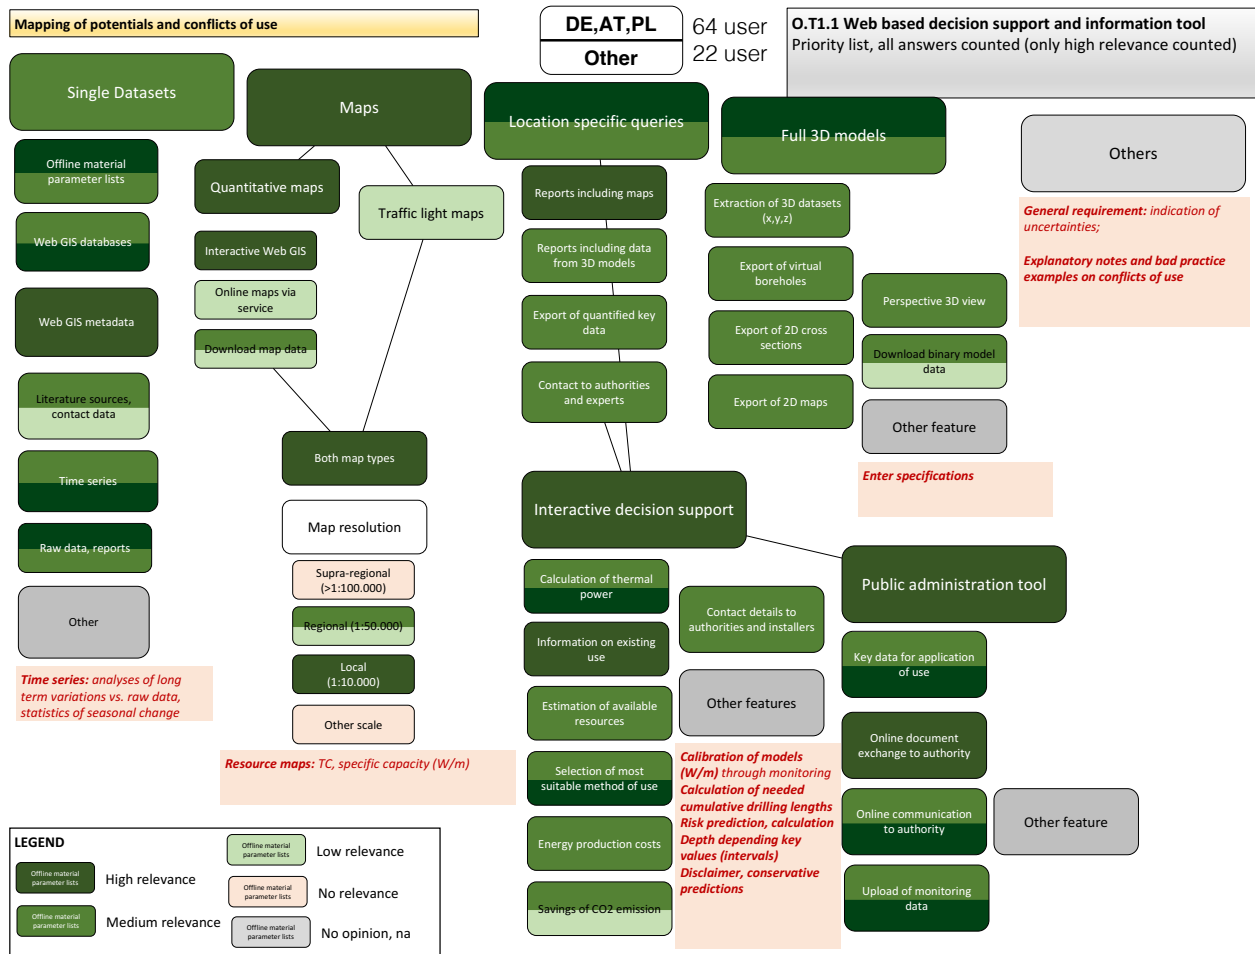 Mapping of potentials and conflicts of use
DE,AT,PL
64 user
Other
22 user
O.T1.1 Web based decision support and information tool
Priority list, all answers counted (only high relevance counted)
Single Datasets
Offline material
parameter lists
Web GIS databases
Web GIS metadata
Literature sources,
contact data
Time series
Raw data, reports
Other
Time series: analyses of long
term variations vs. raw data,
statistics of seasonal change
Maps
Quantitative maps
Traffic light maps
Interactive Web GIS
Online maps via
service
Download map data
Both map types
Map resolution
Supra-regional
(>1:100.000)
Regional (1:50.000)
Local
(1:10.000)
Other scale
Resource maps: TC, specific capacity (W/m)
Location specific queries
Reports including maps
Reports including data
from 3D models
Export of quantified key
data
Contact to authorities
and experts
Full 3D models
Extraction of 3D datasets
(x,y,z)
Export of virtual
boreholes
Export of 2D cross
sections
Export of 2D maps
Perspective 3D view
Download binary model
data
Other feature
Enter specifications
Others
General requirement: indication of
uncertainties;
Explanatory notes and bad practice
examples on conflicts of use
Interactive decision support
Calculation of thermal
power
Information on existing
use
Estimation of available
resources
Selection of most
suitable method of use
Energy production costs
Savings of CO2 emission
Contact details to
authorities and installers
Other features
Calibration of models
(W/m) through monitoring
Calculation of needed
cumulative drilling lengths
Risk prediction, calculation
Depth depending key
values (intervals)
Disclaimer, conservative
predictions
Public administration tool
Key data for application
of use
Online document
exchange to authority
Online communication
to authority
Upload of monitoring
data
Other feature
LEGEND
Offline material
parameter lists
High relevance
Offline material
parameter lists
Medium relevance
Offline material
parameter lists
Low relevance
Offline material
parameter lists
No relevance
Offline material
parameter lists
No opinion, na